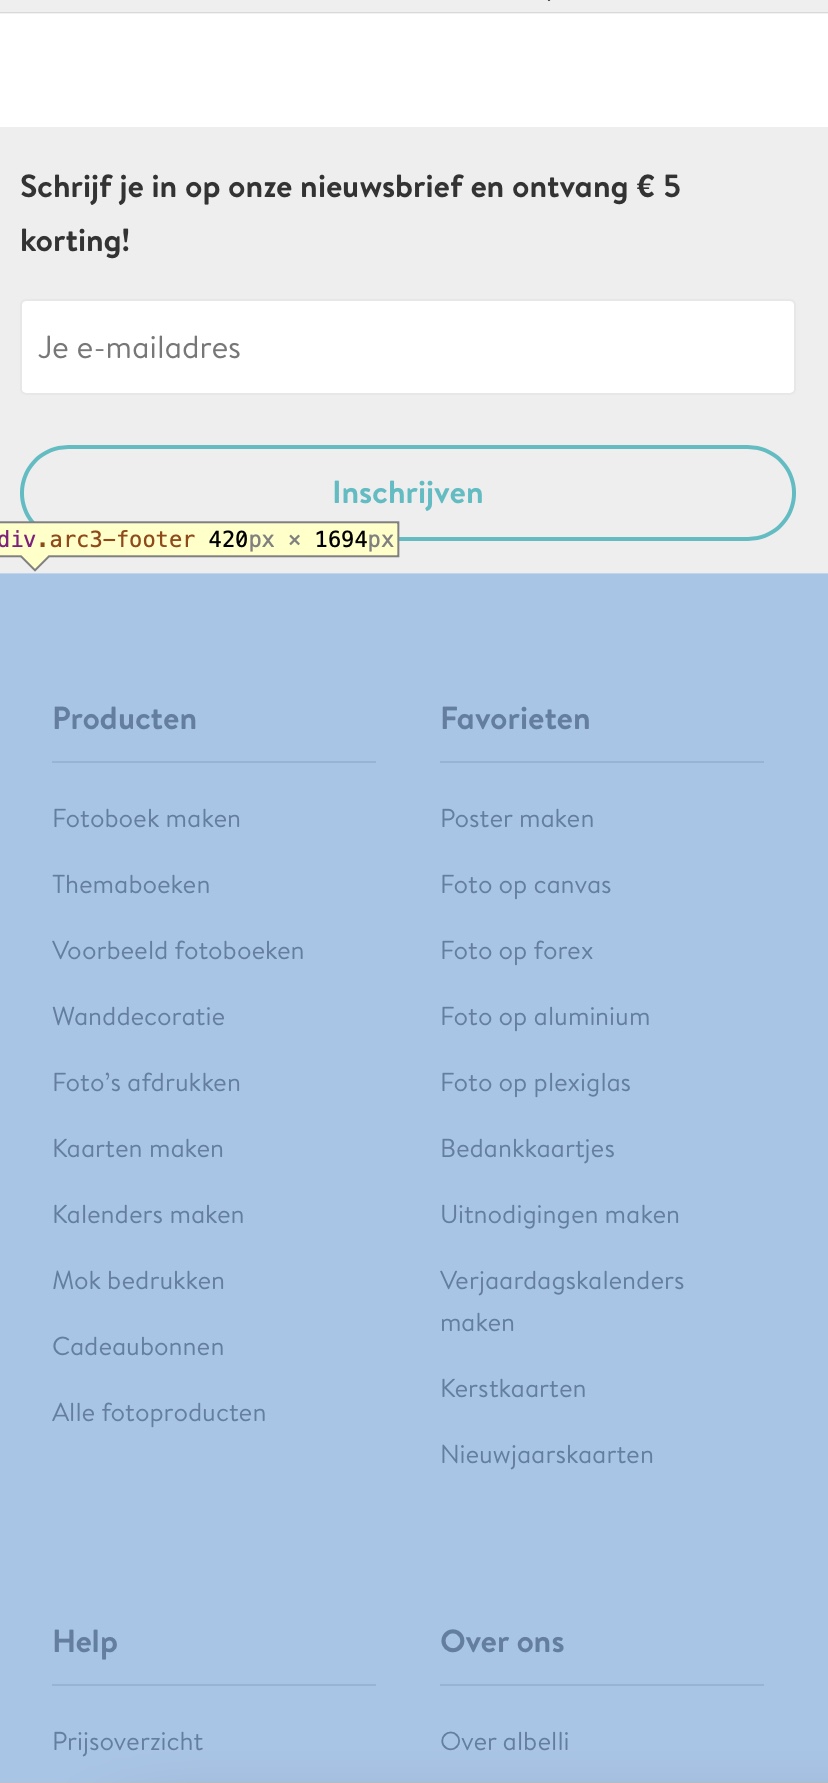 Schrijf je in op onze nieuwsbrief en ontvang € 5
korting!
Je e-mailadres
Inschrijven
div.arc3-footer 420px × 1694px
Producten
Fotoboek maken
Themaboeken
Voorbeeld fotoboeken
Wanddecoratie
Foto’s afdrukken
Kaarten maken
Kalenders maken
Mok bedrukken
Cadeaubonnen
Alle fotoproducten
Favorieten
Poster maken
Foto op canvas
Foto op forex
Foto op aluminium
Foto op plexiglas
Bedankkaartjes
Uitnodigingen maken
Verjaardagskalenders
maken
Kerstkaarten
Nieuwjaarskaarten
Help
Prijsoverzicht
Over ons
Over albelli